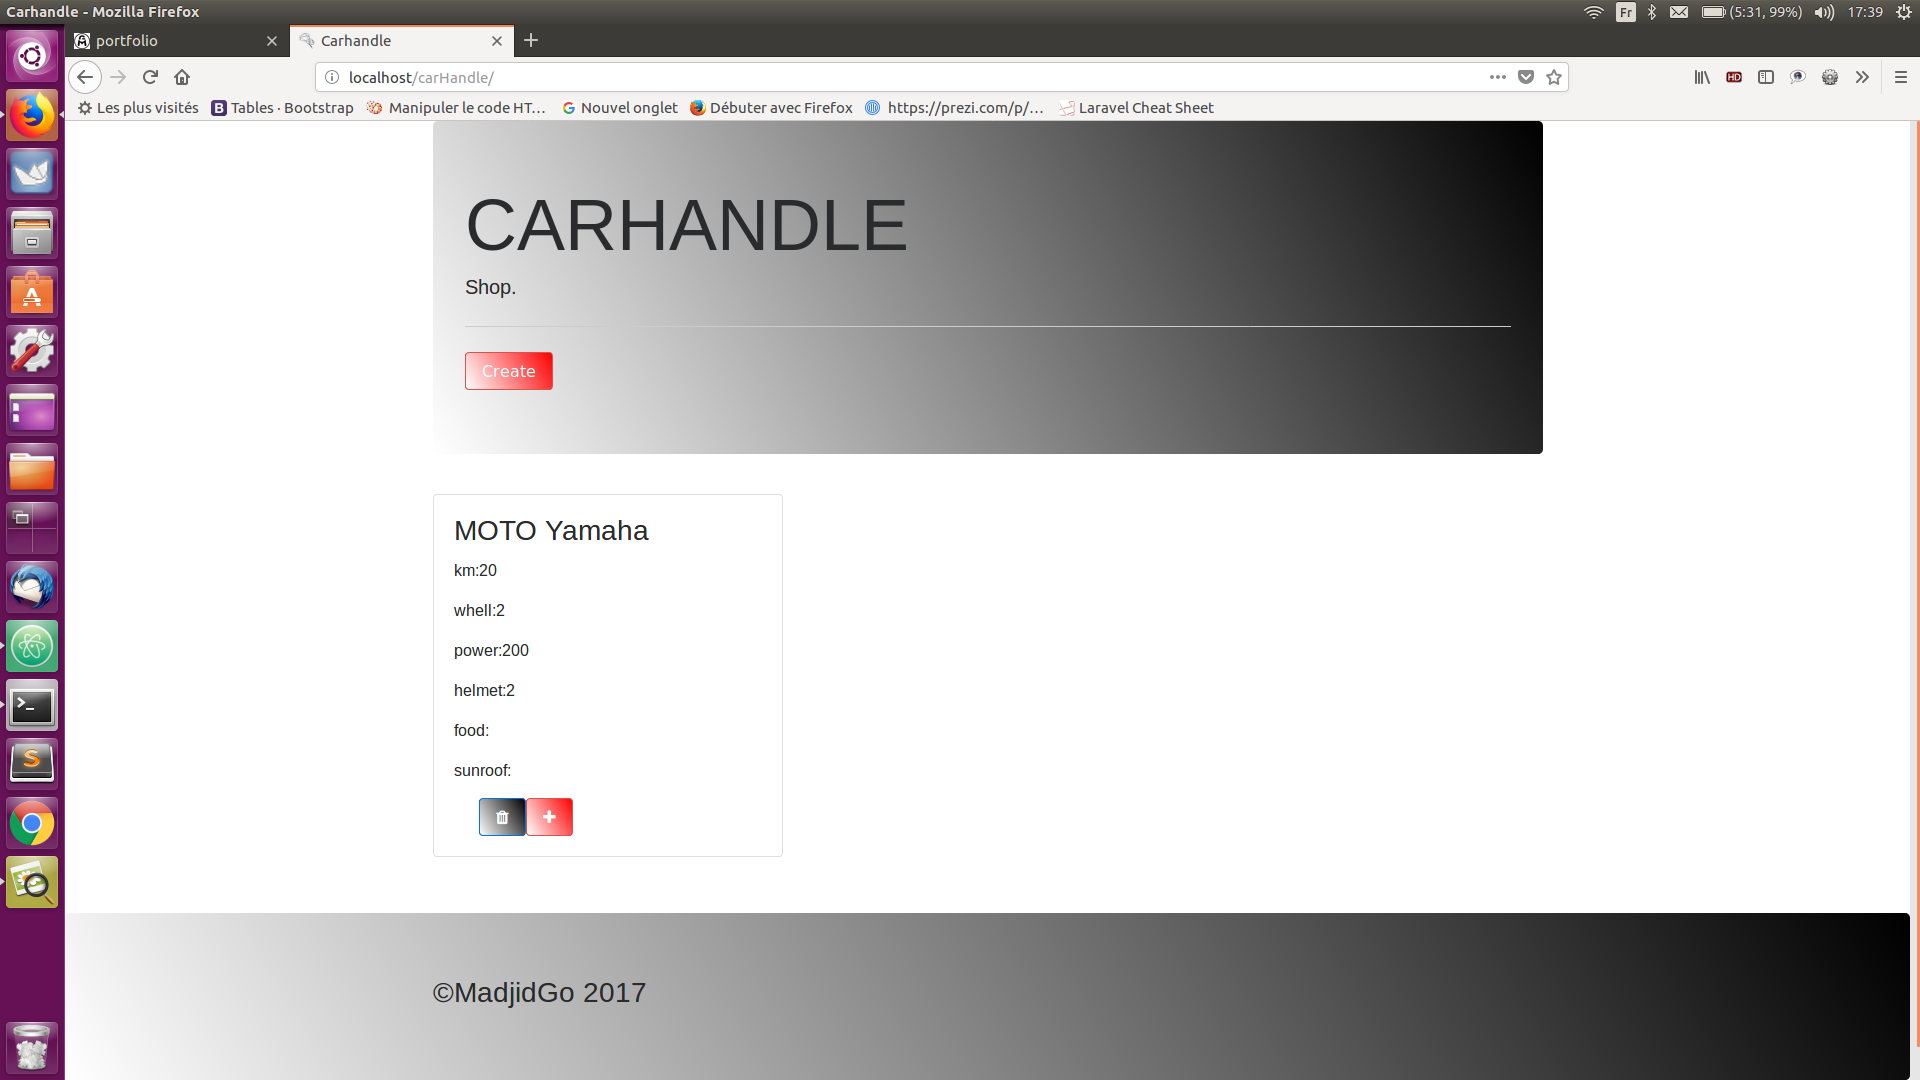 Carhandle - Mozilla Firefox
Fr (5:31, 99%) 17:39
portfolio
Carhandle
localhost/carHandle/
HD
Les plus visités
Tables · Bootstrap
Manipuler le code HT…
Nouvel onglet
Débuter avec Firefox
https://prezi.com/p/…
Laravel Cheat Sheet
CARHANDLE
Shop.
Create
MOTO Yamaha
km:20
whell:2
power:200
helmet:2
food:
sunroof:
©MadjidGo 2017